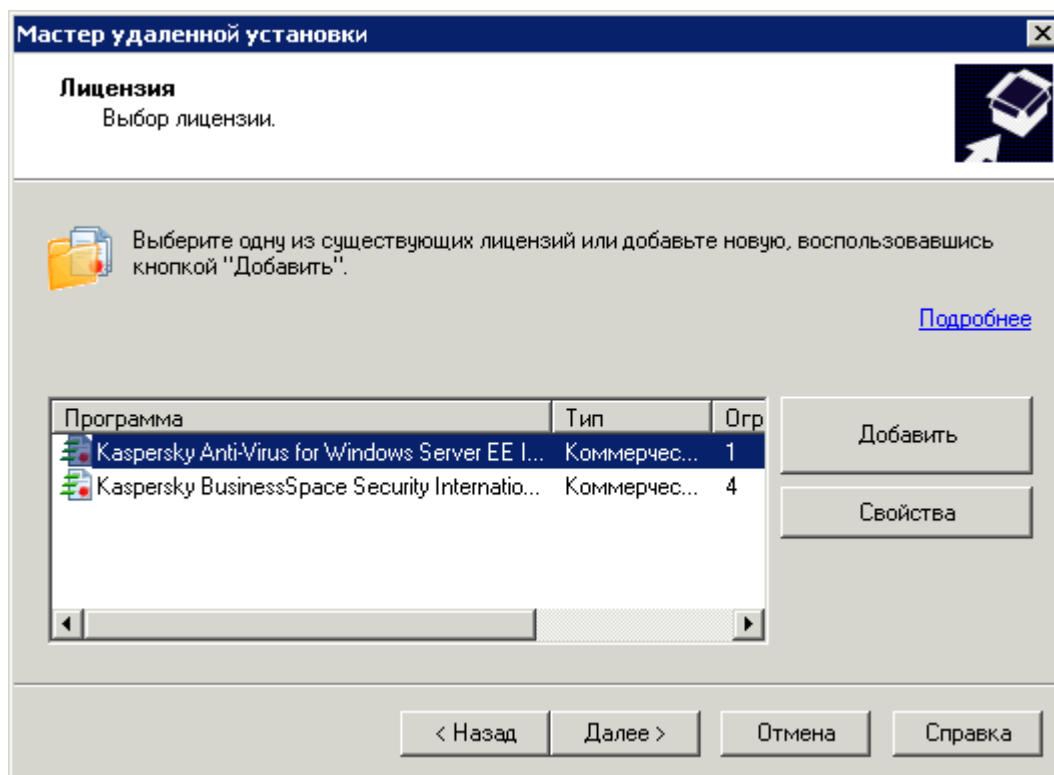 Мастер удаленной установки
Лицензия
Выбор лицензии.
Выберите одну из существующих лицензий или добавьте новую, воспользовавшись
кнопкой "Добавить".
Подробнее
Программа Тип Огр
Kaspersky Anti-Virus for Windows Server EE I... Коммерчес... 1
Kaspersky BusinessSpace Security Internatio... Коммерчес... 4
Добавить
Свойства
< Назад Далее > Отмена Справка